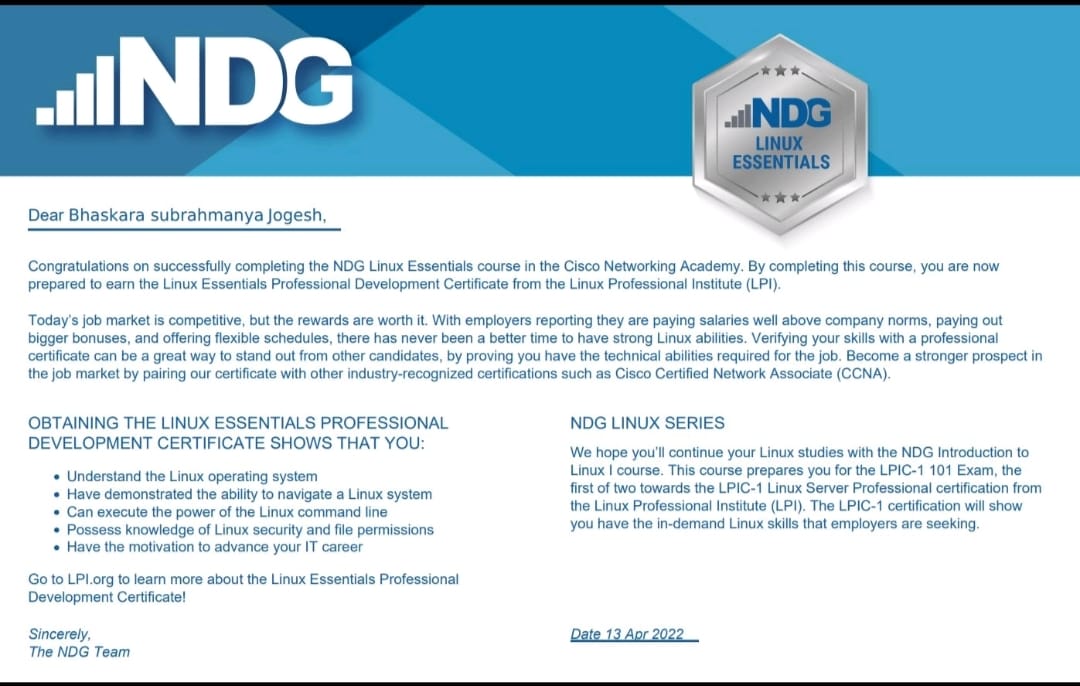 NDG
NDG
LINUX
ESSENTIALS
Dear Bhaskara subrahmanya Jogesh,
Congratulations on successfully completing the NDG Linux Essentials course in the Cisco Networking Academy. By completing this course, you are now
prepared to earn the Linux Essentials Professional Development Certificate from the Linux Professional Institute (LPI).
Today's job market is competitive, but the rewards are worth it. With employers reporting they are paying salaries well above company norms, paying out
bigger bonuses, and offering flexible schedules, there has never been a better time to have strong Linux abilities. Verifying your skills with a professional
certificate can be a great way to stand out from other candidates, by proving you have the technical abilities required for the job. Become a stronger prospect in
the job market by pairing our certificate with other industry-recognized certifications such as Cisco Certified Network Associate (CCNA).
OBTAINING THE LINUX ESSENTIALS PROFESSIONAL
DEVELOPMENT CERTIFICATE SHOWS THAT YOU:
• Understand the Linux operating system
• Have demonstrated the ability to navigate a Linux system
• Can execute the power of the Linux command line
• Possess knowledge of Linux security and file permissions
• Have the motivation to advance your IT career
Go to LPI.org to learn more about the Linux Essentials Professional
Development Certificate!
Sincerely,
The NDG Team
NDG LINUX SERIES
We hope you'll continue your Linux studies with the NDG Introduction to
Linux I course. This course prepares you for the LPIC-1 101 Exam, the
first of two towards the LPIC-1 Linux Server Professional certification from
the Linux Professional Institute (LPI). The LPIC-1 certification will show
you have the in-demand Linux skills that employers are seeking.
Date 13 Apr 2022